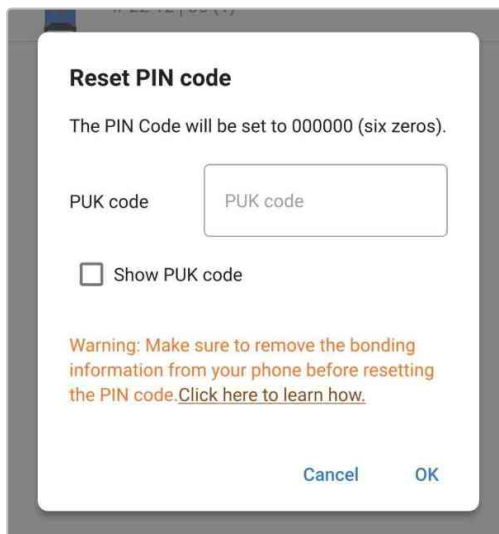 Reset PIN code
The PIN Code will be set to 000000 (six zeros).
PUK code
PUK code
Show PUK code
Warning: Make sure to remove the bonding
information from your phone before resetting
the PIN code.Click here to learn how.
Cancel
OK